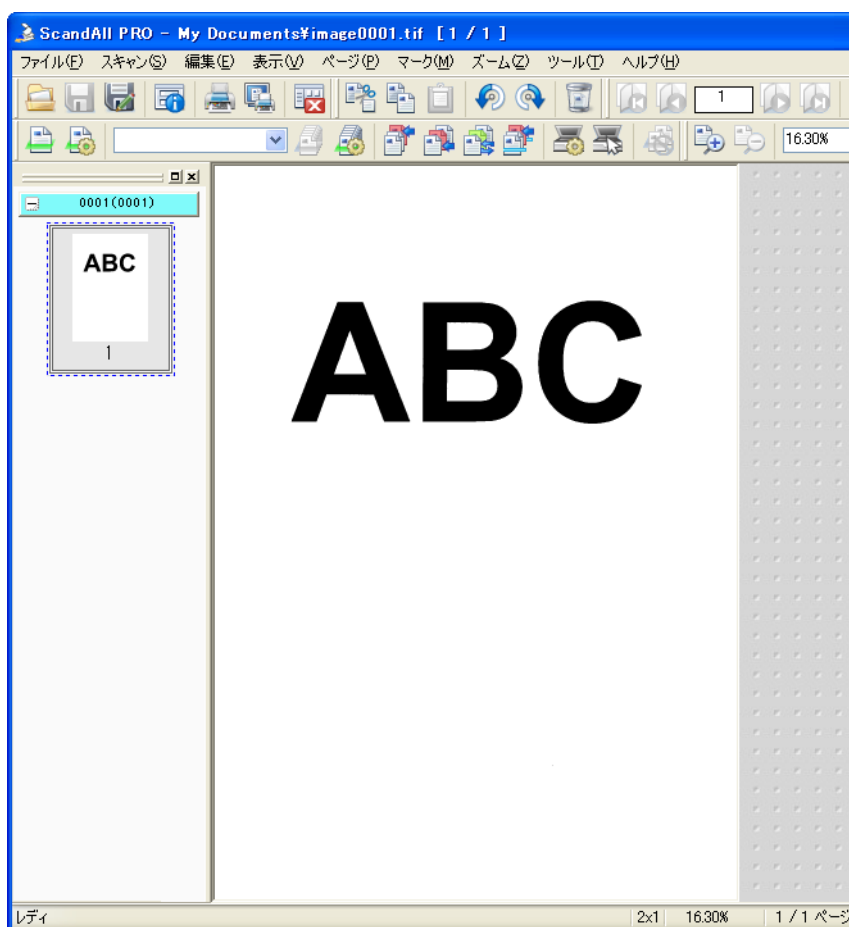 ScandAll PRO - My Documents¥image0001.tif [1 / 1 ]
ファイル(F) スキャン(S) 編集(E) 表示(V) ページ(P) マーク(M) ズーム(Z) ツール(T) ヘルプ(H)
1
16.30%
0001(0001)
ABC
1
ABC
レディ 2x1 16.30% 1 / 1 ページ